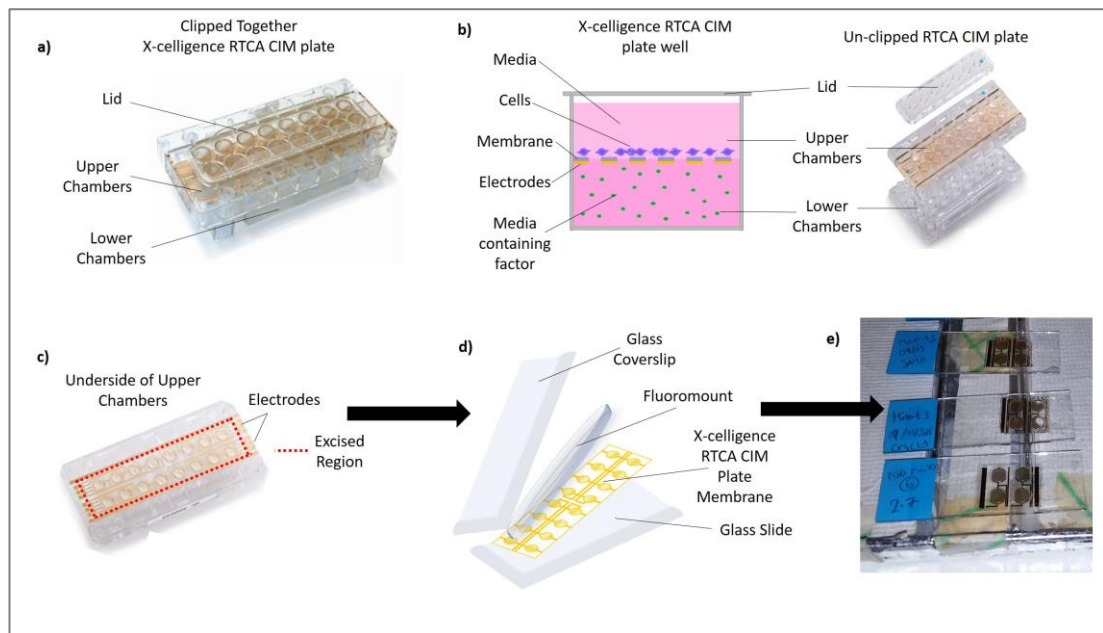 a)
Clipped Together
X-celligence RTCA CIM plate
Lid
Upper
Chambers
Lower
Chambers
b)
X-celligence RTCA CIM
plate well
Un-clipped RTCA CIM plate
Media
Cells
Membrane
Electrodes
Media
containing
factor
Lid
Upper
Chambers
Lower
Chambers
c)
Underside of Upper
Chambers
Electrodes
Excised
Region
d)
Glass
Coverslip
Fluoromount
X-celligence
RTCA CIM
Plate
Membrane
Glass Slide
e)
2.7